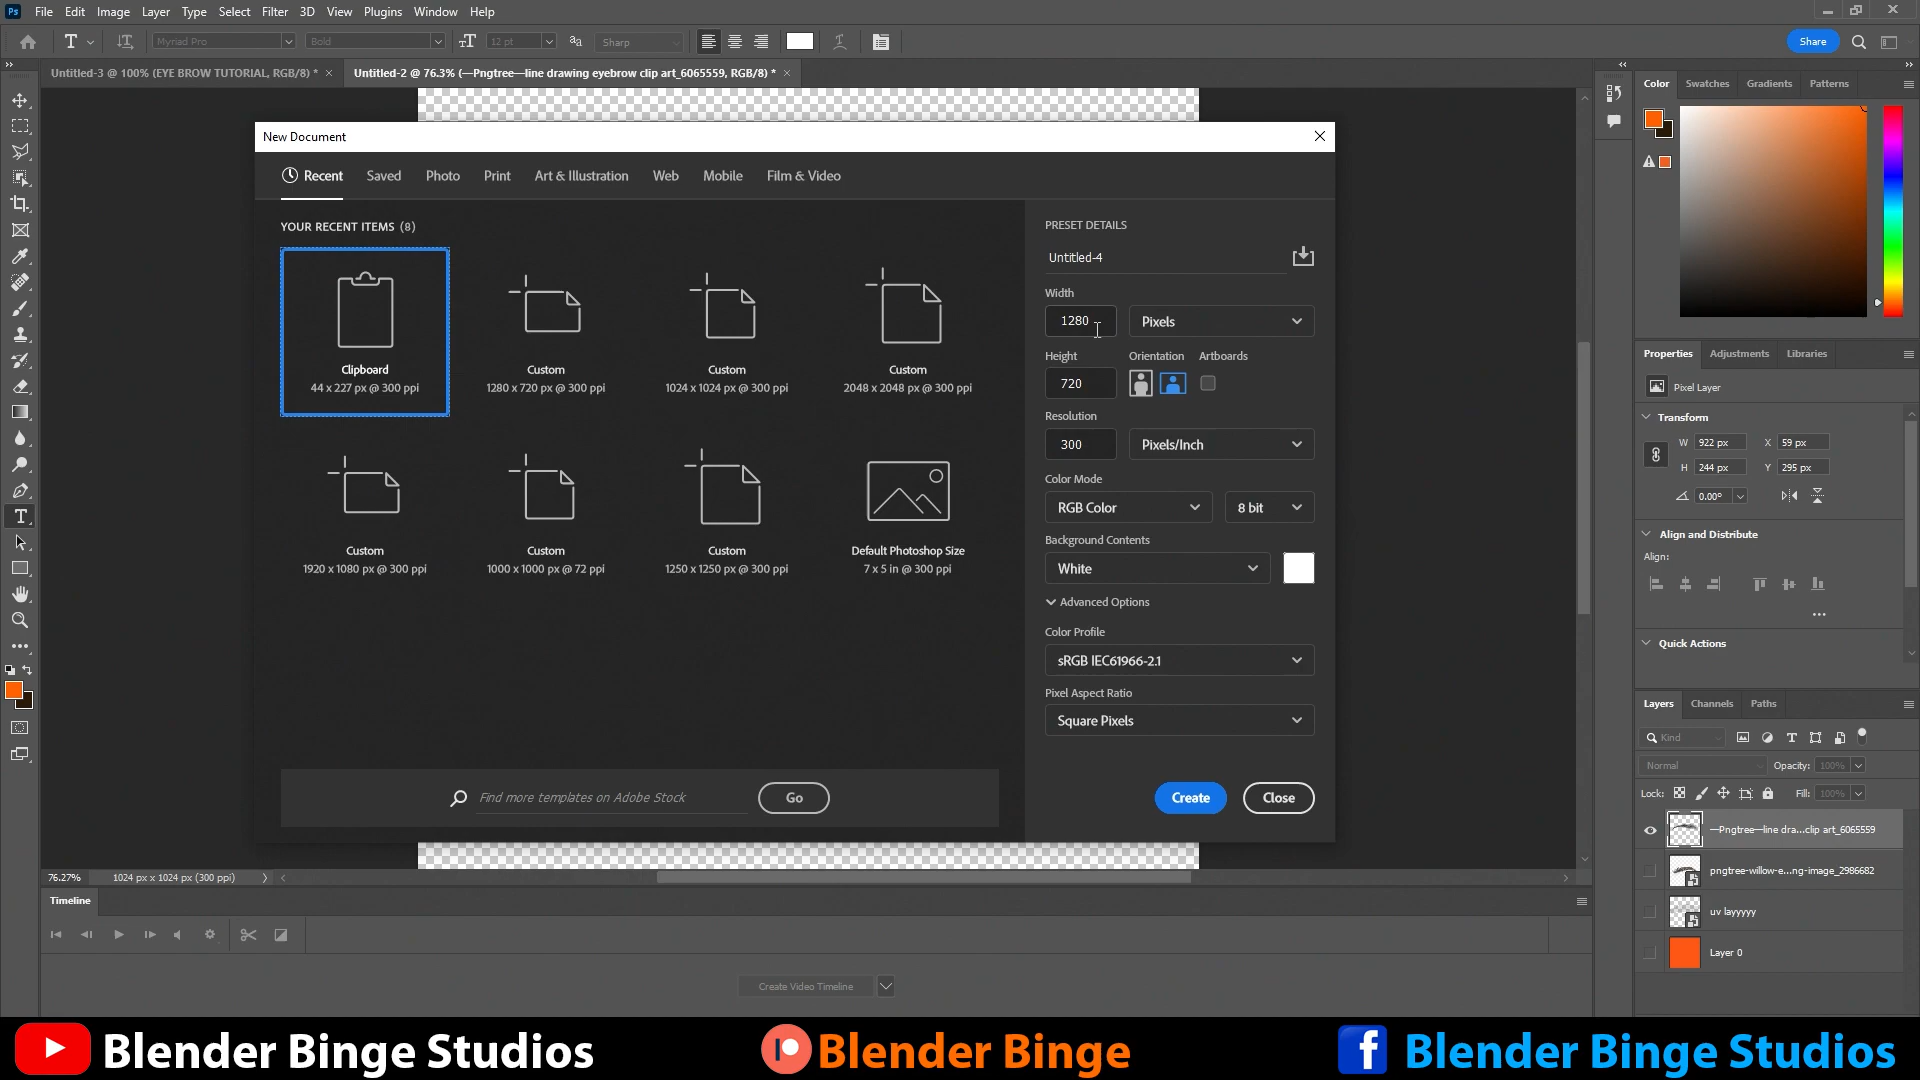 Ps File Edit Image Layer Type Select Filter 3D View Plugins Window Help
T Myriad Pro Bold 12 pt aa Sharp Share
Untitled-3 @ 100% (EYE BROW TUTORIAL, RGB/8) * × Untitled-2 @ 76.3% (—Pngtree—line drawing eyebrow clip art_6065559, RGB/8) * ×
Color Swatches Gradients Patterns
New Document
Recent Saved Photo Print Art & Illustration Web Mobile Film & Video
YOUR RECENT ITEMS (8)
Clipboard
44 x 227 px @ 300 ppi
Custom
1280 x 720 px @ 300 ppi
Custom
1024 x 1024 px @ 300 ppi
Custom
2048 x 2048 px @ 300 ppi
Custom
1920 x 1080 px @ 300 ppi
Custom
1000 x 1000 px @ 72 ppi
Custom
1250 x 1250 px @ 300 ppi
Default Photoshop Size
7 x 5 in @ 300 ppi
Find more templates on Adobe Stock Go
PRESET DETAILS
Untitled-4
Width
1280 Pixels
Height Orientation Artboards
720
Resolution
300 Pixels/Inch
Color Mode
RGB Color 8 bit
Background Contents
White
Advanced Options
Color Profile
sRGB IEC61966-2.1
Pixel Aspect Ratio
Square Pixels
Create Close
Properties Adjustments Libraries
Pixel Layer
Transform
W 922 px X 59 px
H 244 px Y 295 px
0.00°
Align and Distribute
Align:
Quick Actions
Layers Channels Paths
Kind
Normal Opacity: 100%
Lock: Fill: 100%
—Pngtree—line dra...clip art_6065559
pngtree-willow-e...ng-image_2986682
uv layyyyy
Layer 0
76.27% 1024 px x 1024 px (300 ppi)
Timeline
Create Video Timeline
Blender Binge Studios Blender Binge f Blender Binge Studios